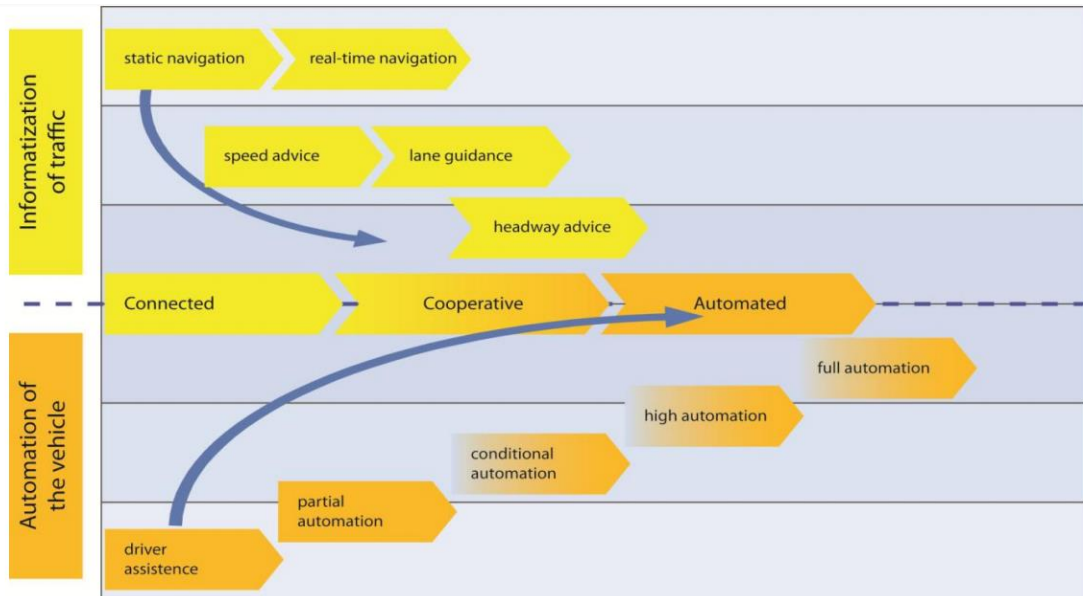 Informatization
of traffic
static navigation
real-time navigation
speed advice
lane guidance
headway advice
Connected
Cooperative
Automated
Automation of
the vehicle
full automation
high automation
conditional
automation
partial
automation
driver
assistence